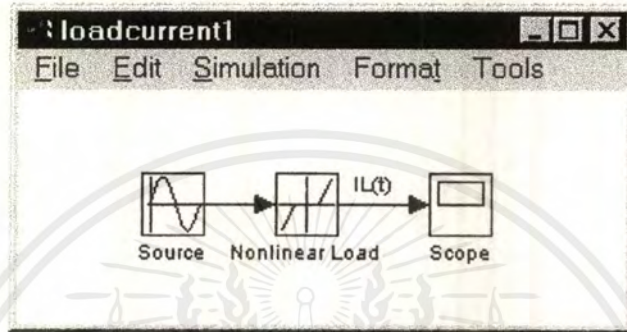 loadcurrent1
File Edit Simulation Format Tools
IL(t)
Source Nonlinear Load Scope